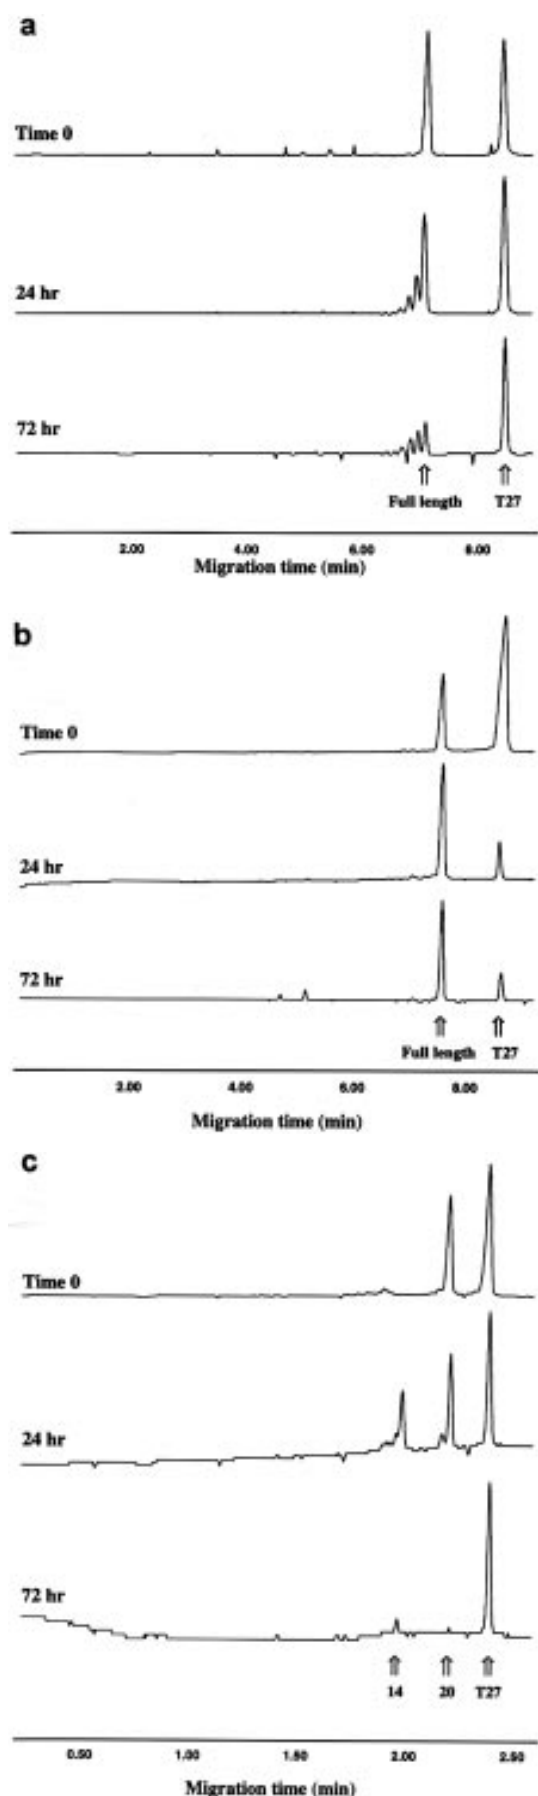 a
Time 0
24 hr
72 hr
⇑ ⇑
Full length T27
2.00 4.00 6.00 8.00
Migration time (min)
b
Time 0
24 hr
72 hr
⇑ ⇑
Full length T27
2.00 4.00 6.00 8.00
Migration time (min)
c
Time 0
24 hr
72 hr
⇑ ⇑ ⇑
14 20 T27
0.50 1.00 1.50 2.00 2.50
Migration time (min)